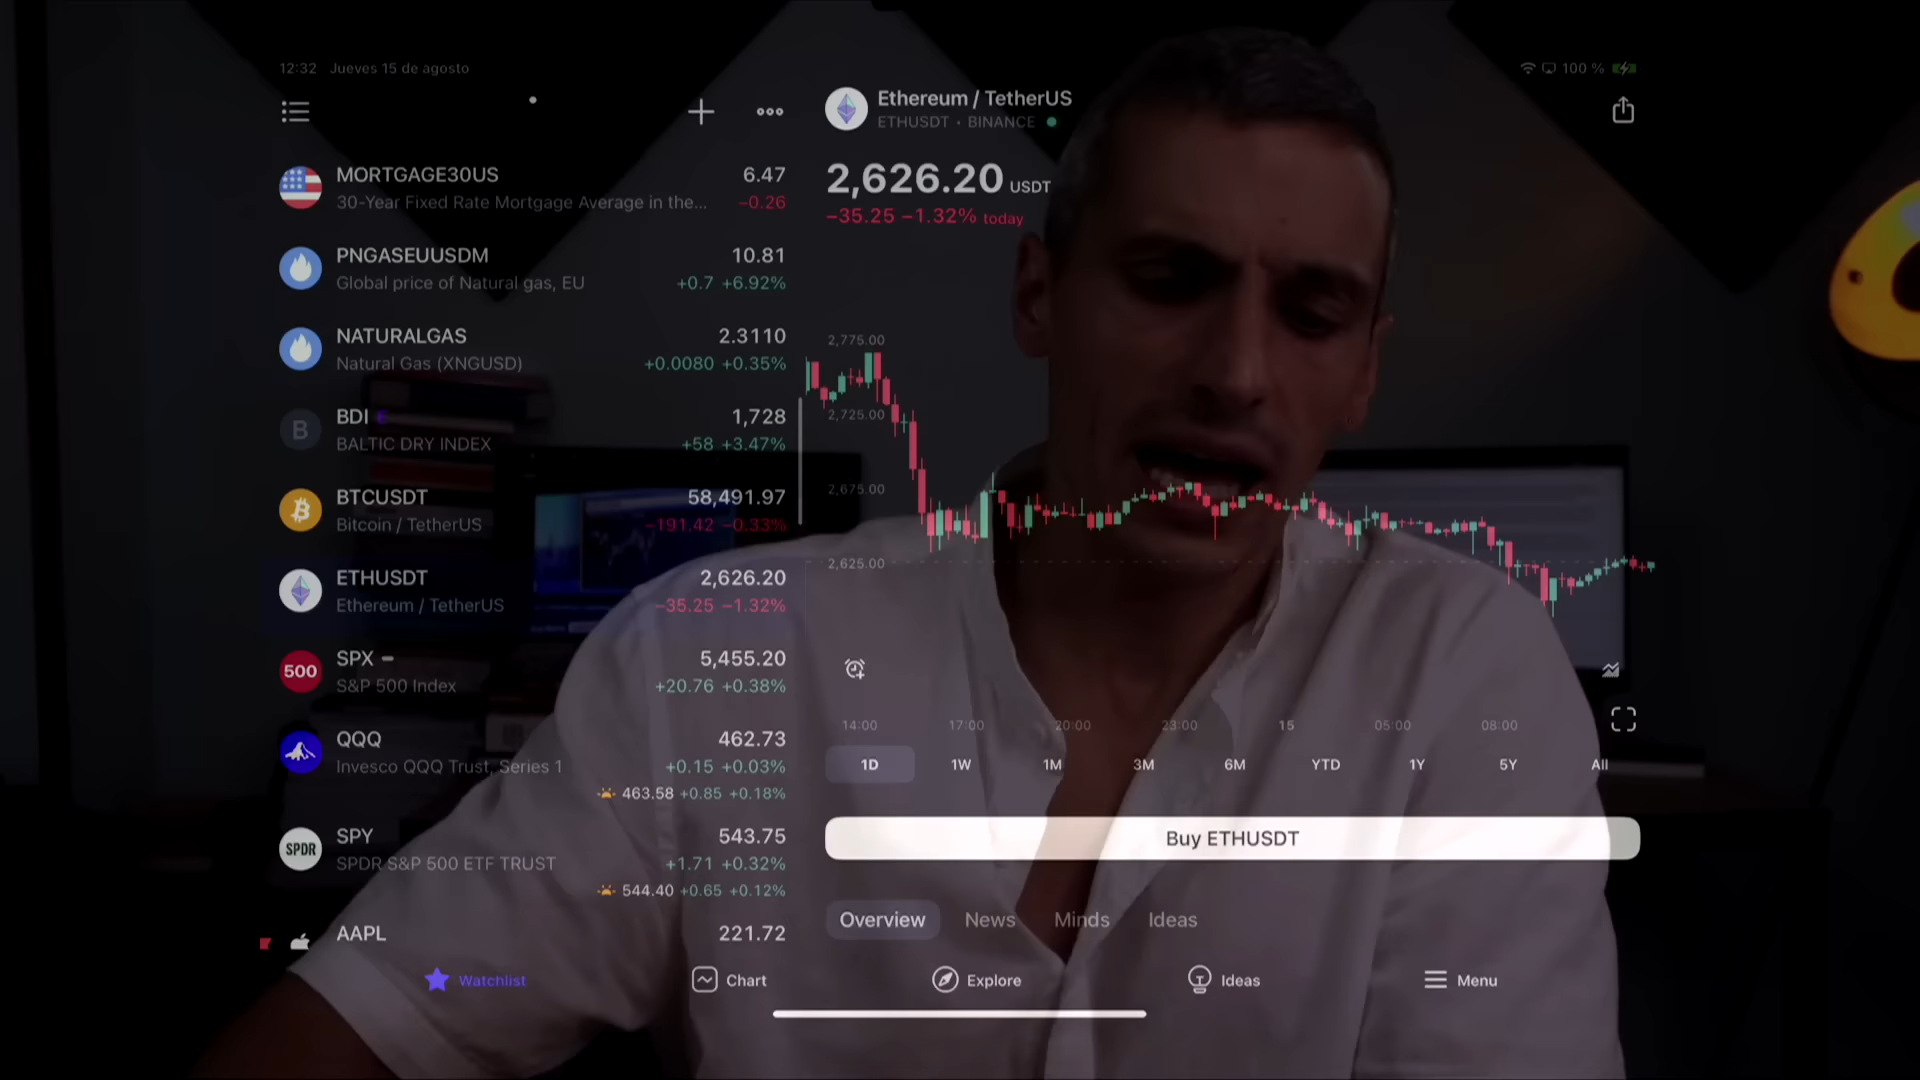 12:32 Jueves 15 de agosto
100 %
Ethereum / TetherUS
ETHUSDT • BINANCE
2,626.20 USDT
−35.25 −1.32% today
MORTGAGE30US 6.47
30-Year Fixed Rate Mortgage Average in the... −0.26
PNGASEUUSDM 10.81
Global price of Natural gas, EU +0.7 +6.92%
NATURALGAS 2.3110
Natural Gas (XNGUSD) +0.0080 +0.35%
B
BDI E 1,728
BALTIC DRY INDEX +58 +3.47%
BTCUSDT 58,491.97
Bitcoin / TetherUS −191.42 −0.33%
ETHUSDT 2,626.20
Ethereum / TetherUS −35.25 −1.32%
500
SPX 5,455.20
S&P 500 Index +20.76 +0.38%
QQQ 462.73
Invesco QQQ Trust, Series 1 +0.15 +0.03%
463.58 +0.85 +0.18%
SPDR
SPY 543.75
SPDR S&P 500 ETF TRUST +1.71 +0.32%
544.40 +0.65 +0.12%
AAPL 221.72
2,775.00
2,725.00
2,675.00
2,625.00
14:00 17:00 20:00 23:00 15 05:00 08:00
1D 1W 1M 3M 6M YTD 1Y 5Y All
Buy ETHUSDT
Overview News Minds Ideas
Watchlist Chart Explore Ideas Menu